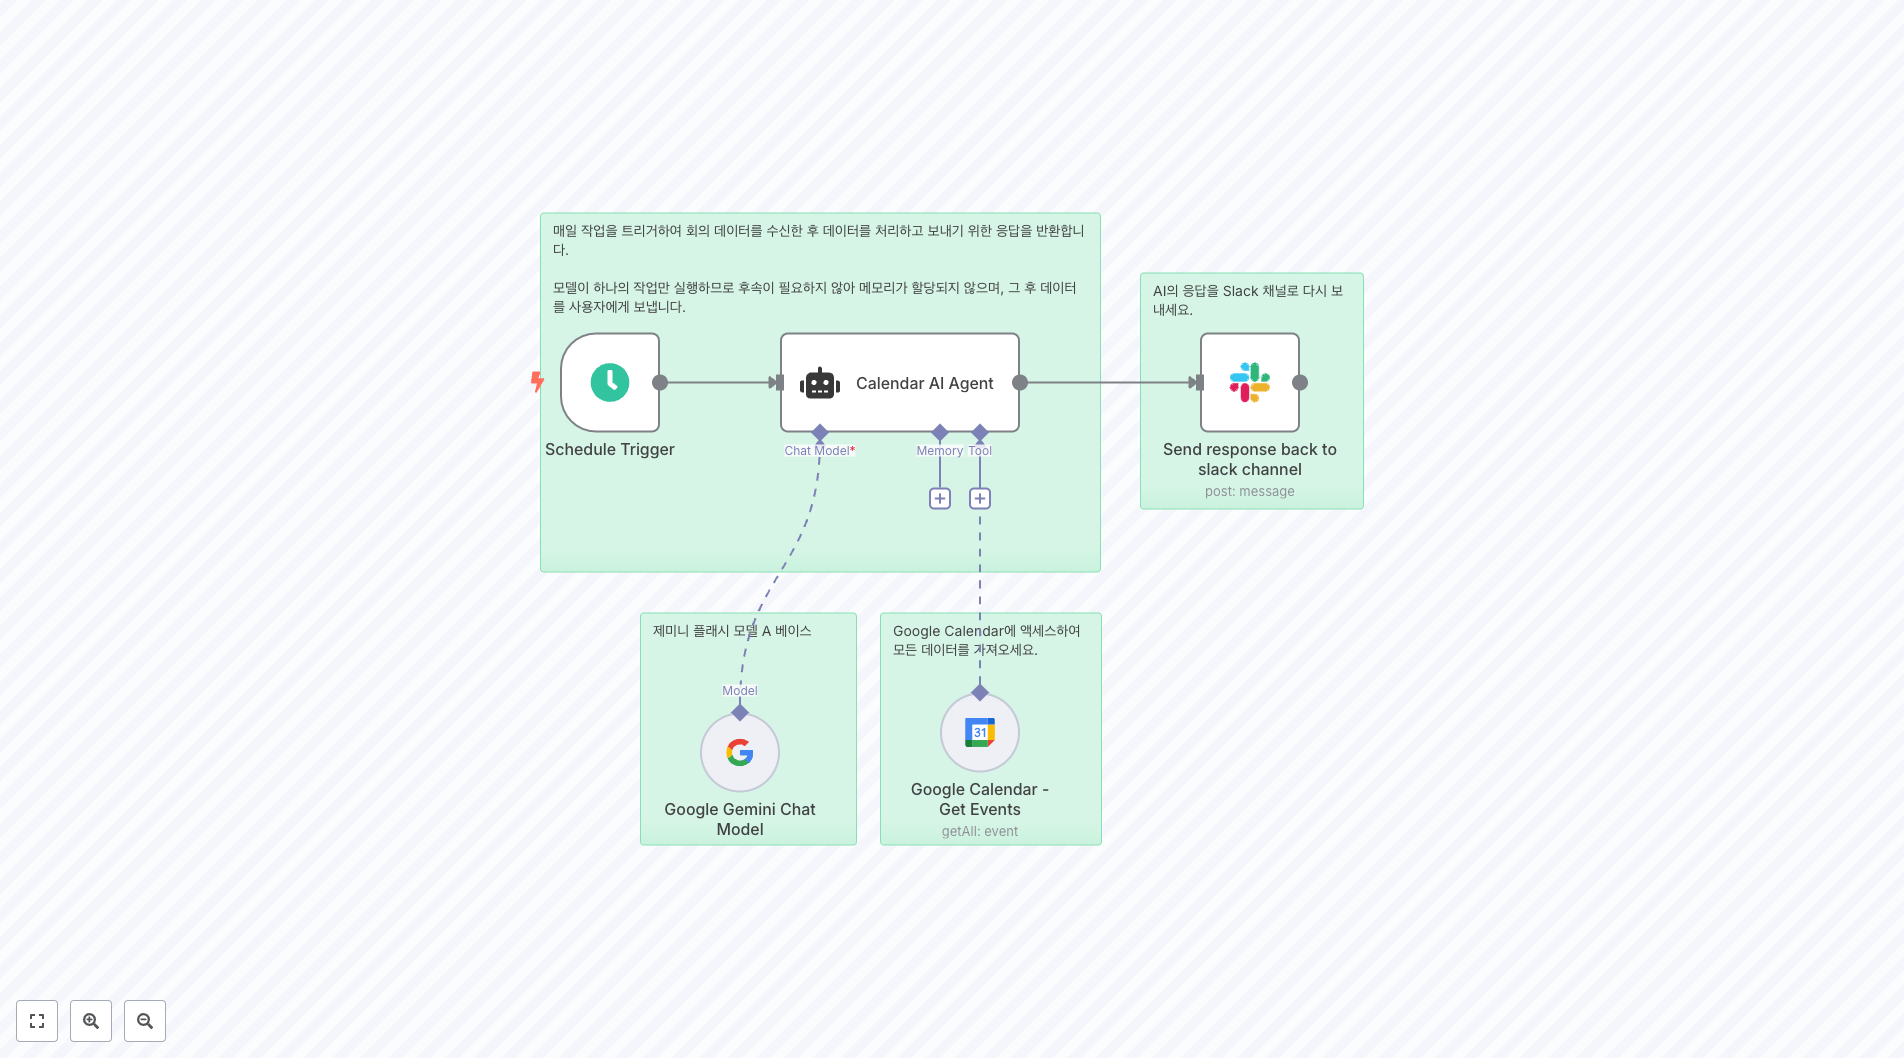 매일 작업을 트리거하여 회의 데이터를 수신한 후 데이터를 처리하고 보내기 위한 응답을 반환합니
다.
모델이 하나의 작업만 실행하므로 후속이 필요하지 않아 메모리가 할당되지 않으며, 그 후 데이터
를 사용자에게 보냅니다.
AI의 응답을 Slack 채널로 다시 보
내세요.
Calendar AI Agent
Schedule Trigger
Chat Model*
Memory
Tool
Send response back to
slack channel
post: message
제미니 플래시 모델 A 베이스
Model
Google Gemini Chat
Model
Google Calendar에 액세스하여
모든 데이터를 가져오세요.
31
Google Calendar -
Get Events
getAll: event